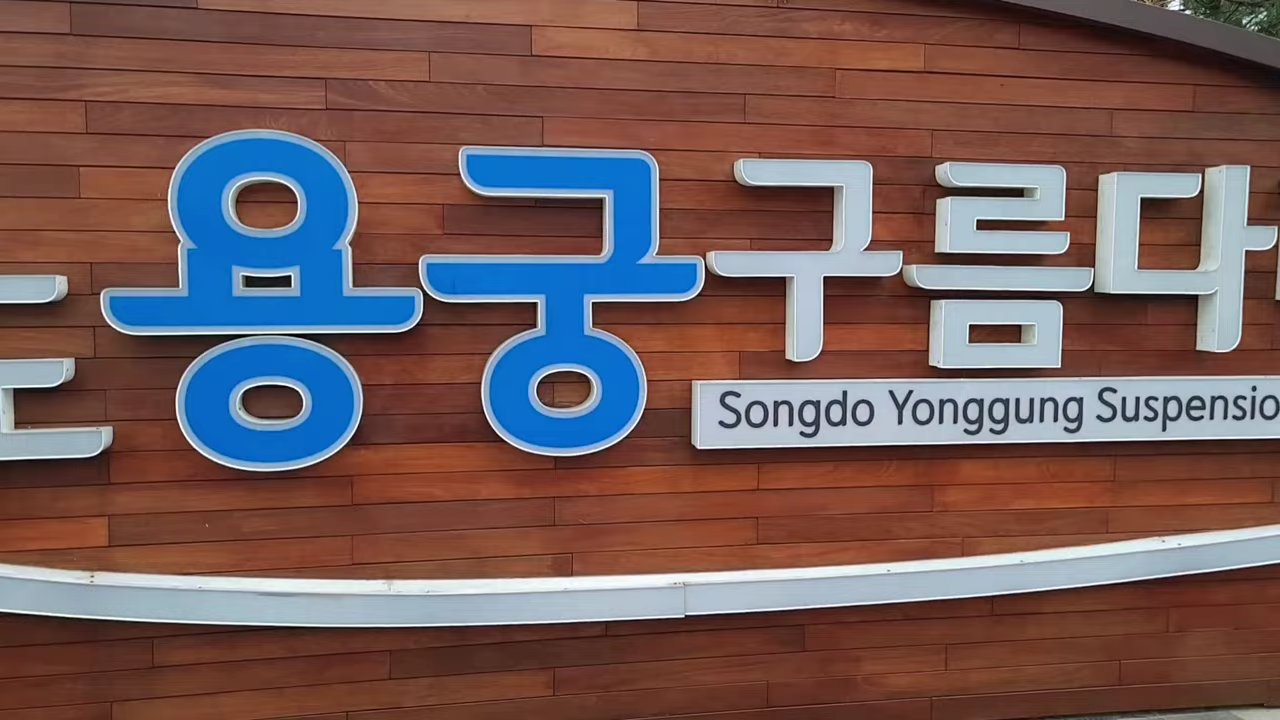 용궁구름다
Songdo Yonggung Suspensio